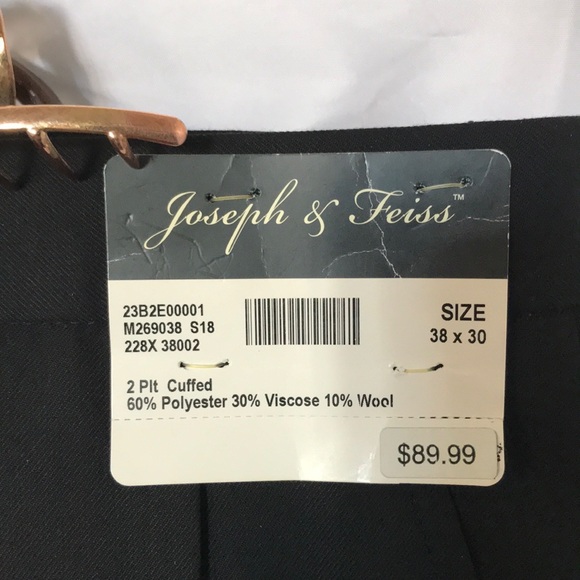 Joseph & Feiss™
23B2E00001
M269038 S18
228X 38002
SIZE
38 x 30
2 Plt Cuffed
60% Polyester 30% Viscose 10% Wool
$89.99